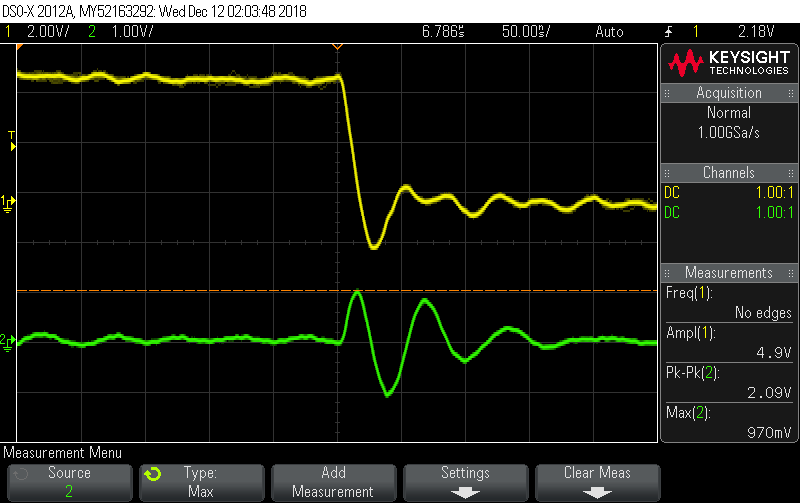 DSO-X 2012A, MY52163292: Wed Dec 12 02:03:48 2018
1 2.00V/ 2 1.00V/ 6.786s 50.00s/ Auto 1 2.18V
KEYSIGHT
TECHNOLOGIES
Acquisition
Normal
1.00GSa/s
Channels
DC 1.00:1
DC 1.00:1
Measurements
Freq(1):
No edges
Ampl(1):
4.9V
Pk-Pk(2):
2.09V
Max(2):
970mV
T
1
2
Measurement Menu
Source
2
Type:
Max
Add
Measurement
Settings
Clear Meas